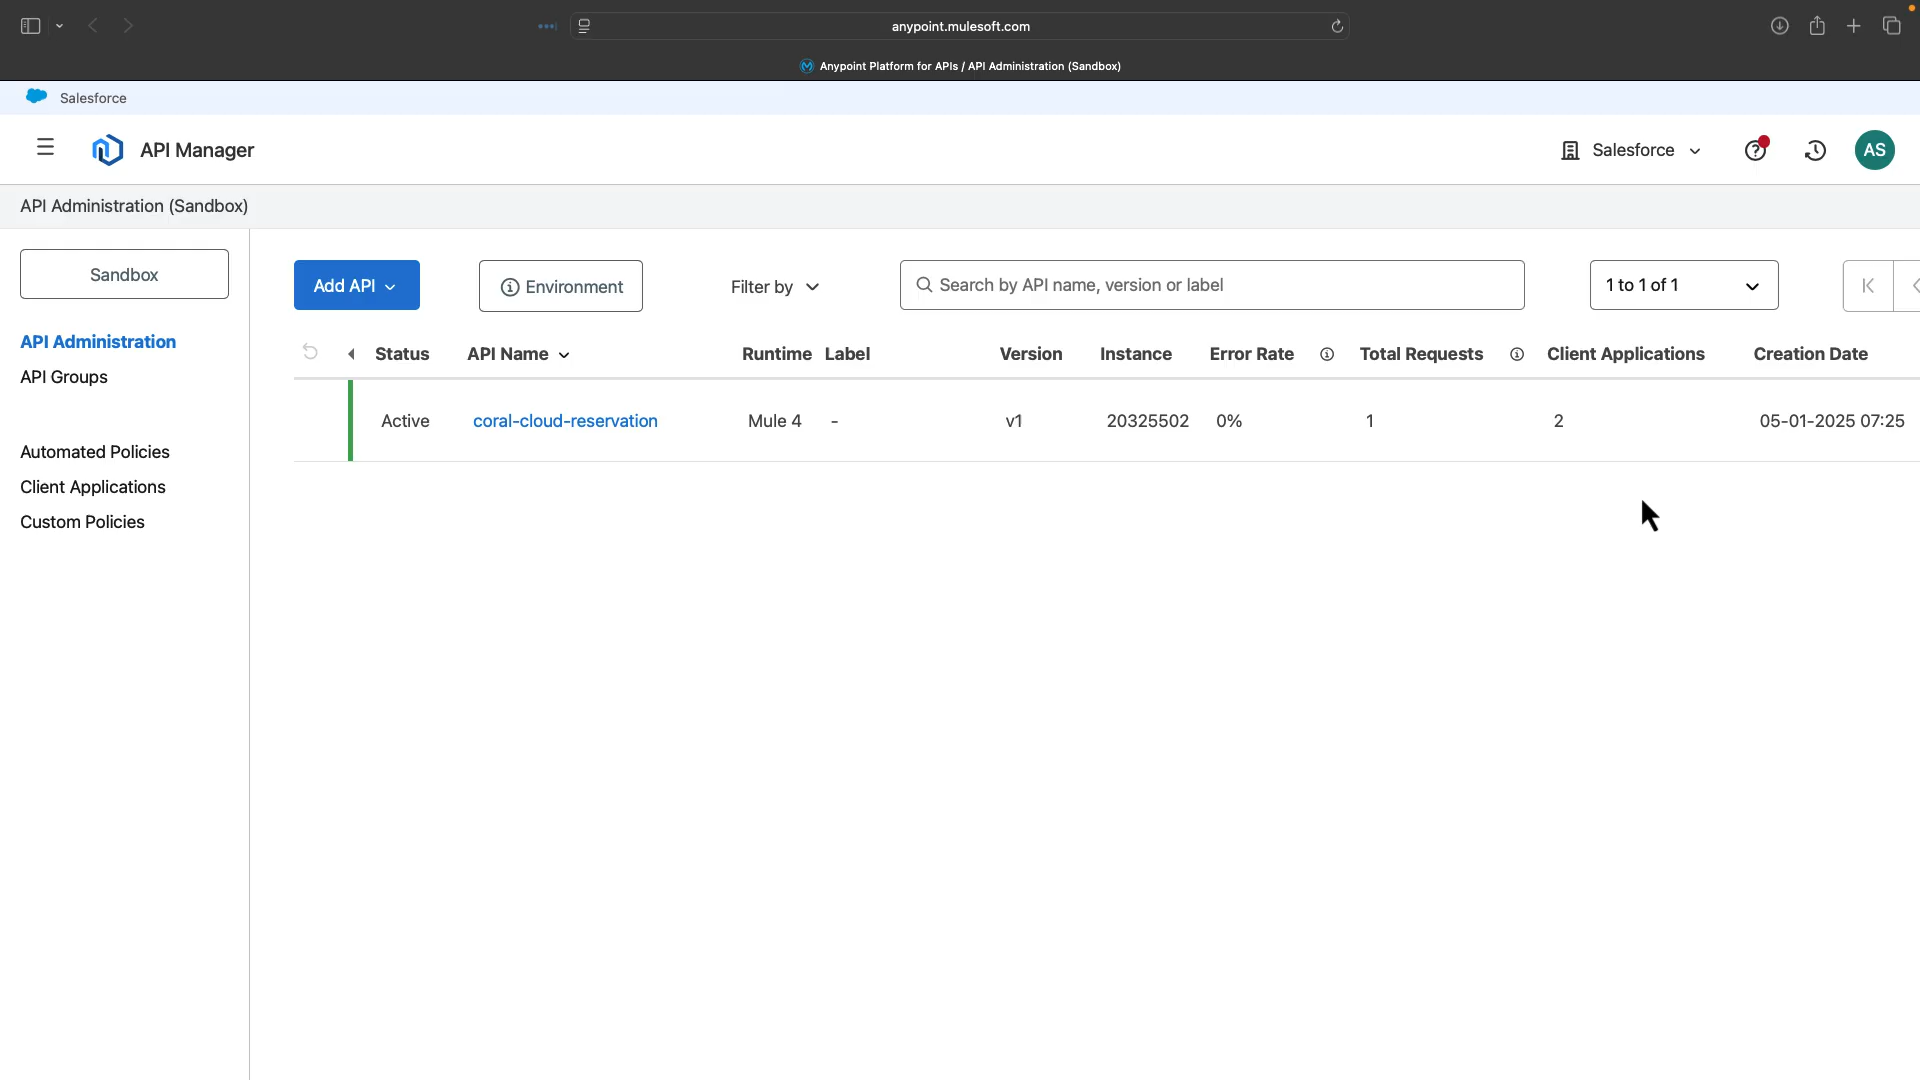 anypoint.mulesoft.com
Anypoint Platform for APIs / API Administration (Sandbox)
Salesforce
API Manager
Salesforce
AS
API Administration (Sandbox)
Sandbox
API Administration
API Groups
Automated Policies
Client Applications
Custom Policies
Add API
Environment
Filter by
Search by API name, version or label
1 to 1 of 1
Status API Name Runtime Label Version Instance Error Rate Total Requests Client Applications Creation Date
Active coral-cloud-reservation Mule 4 - v1 20325502 0% 1 2 05-01-2025 07:25